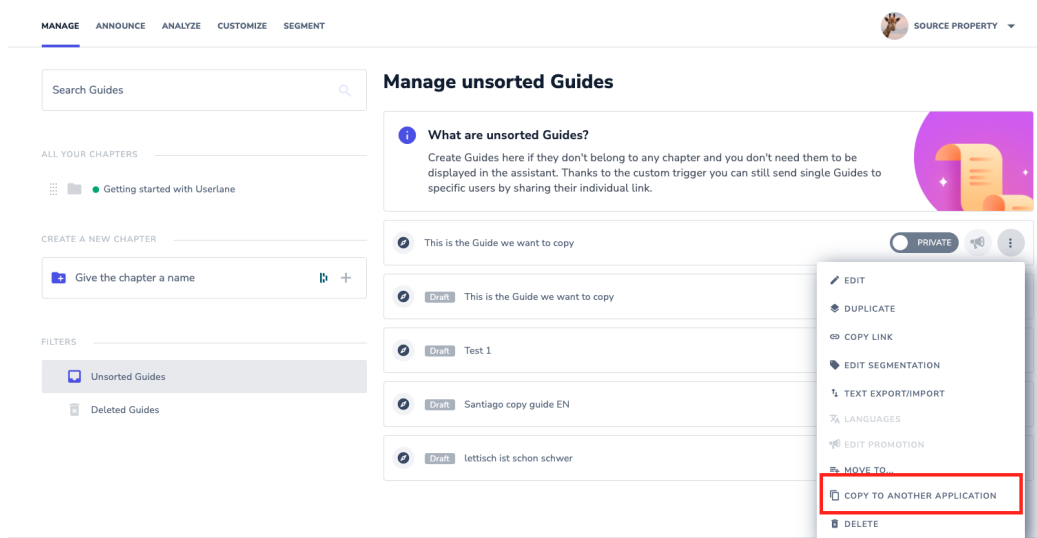 MANAGE ANNOUNCE ANALYZE CUSTOMIZE SEGMENT SOURCE PROPERTY
Search Guides
ALL YOUR CHAPTERS
Getting started with Userlane
CREATE A NEW CHAPTER
Give the chapter a name
FILTERS
Unsorted Guides
Deleted Guides
Manage unsorted Guides
What are unsorted Guides?
Create Guides here if they don't belong to any chapter and you don't need them to be
displayed in the assistant. Thanks to the custom trigger you can still send single Guides to
specific users by sharing their individual link.
This is the Guide we want to copy PRIVATE
Draft This is the Guide we want to copy
Draft Test 1
Draft Santiago copy guide EN
Draft lettisch ist schon schwer
EDIT
DUPLICATE
COPY LINK
EDIT SEGMENTATION
TEXT EXPORT/IMPORT
LANGUAGES
EDIT PROMOTION
MOVE TO...
COPY TO ANOTHER APPLICATION
DELETE